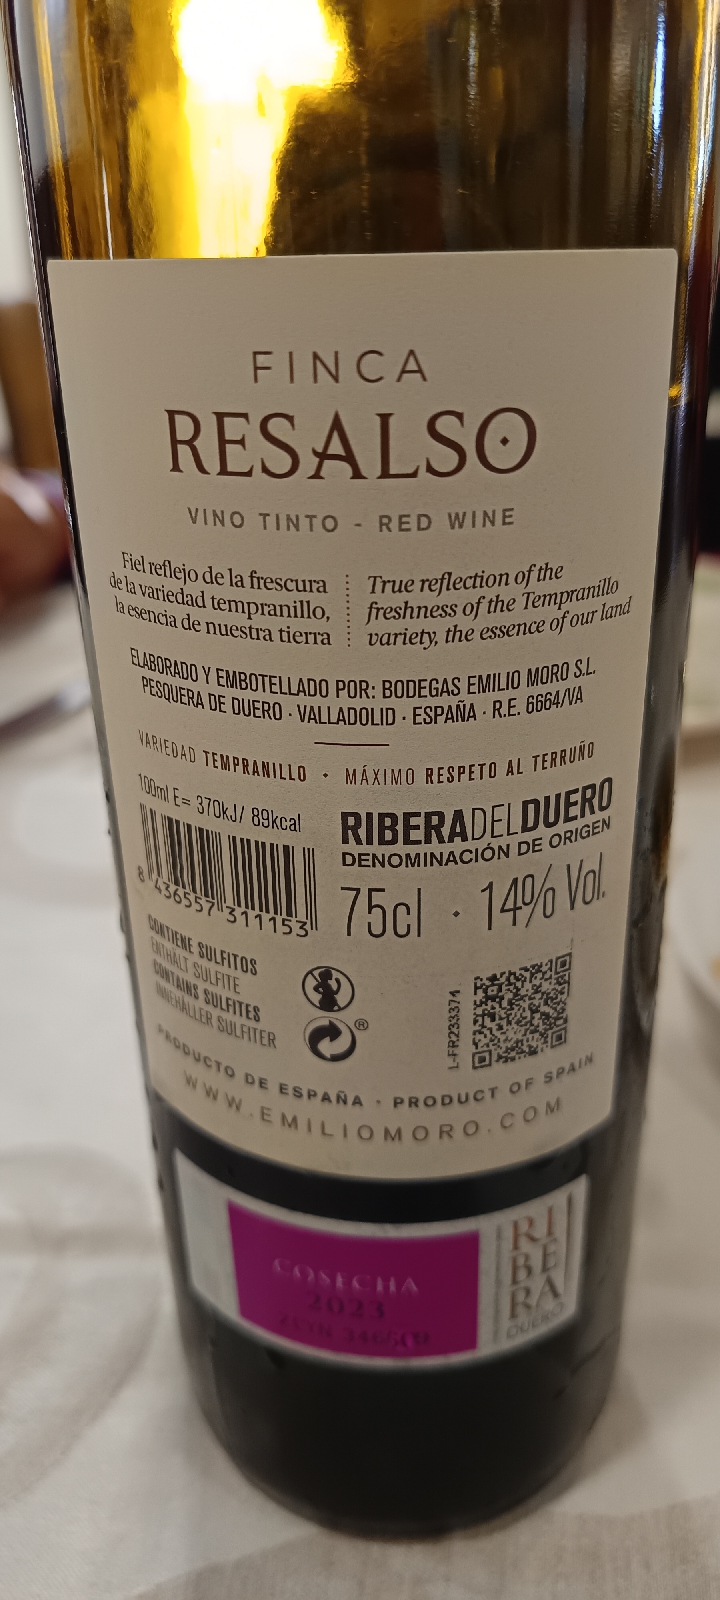 FINCA
RESALSO
VINO TINTO - RED WINE
Fiel reflejo de la frescura
de la variedad tempranillo,
la esencia de nuestra tierra
True reflection of the
freshness of the Tempranillo
variety, the essence of our land
ELABORADO Y EMBOTELLADO POR: BODEGAS EMILIO MORO S.L.
PESQUERA DE DUERO · VALLADOLID · ESPAÑA · R.E. 6664/VA
VARIEDAD TEMPRANILLO · MÁXIMO RESPETO AL TERRUÑO
100ml E= 370kJ/ 89kcal
8 436557 311153
RIBERADELDUERO
DENOMINACIÓN DE ORIGEN
75cl · 14% Vol.
CONTIENE SULFITOS
ENTHÄLT SULFITE
CONTAINS SULFITES
INNEHÅLLER SULFITER
®
L-FR233371
PRODUCTO DE ESPAÑA · PRODUCT OF SPAIN
WWW.EMILIOMORO.COM
COSECHA
2023
RI
BE
RA
DUERO